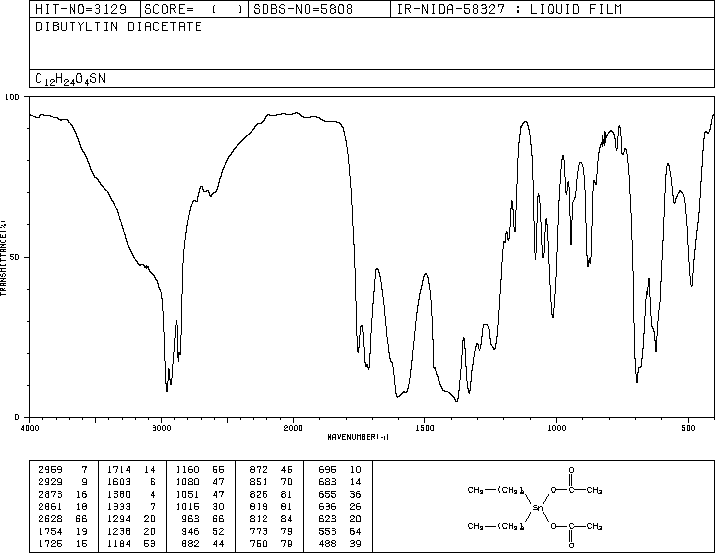 HIT-NO=3129 SCORE= ( ) SDBS-NO=5808 IR-NIDA-58327 : LIQUID FILM
DIBUTYLTIN DIACETATE
C12H24O4SN
100
50
0
TRANSMITTANCE(%)
4000 3000 2000 1500 1000 500
WAVENUMBER(-1)
2959 7 1714 14 1160 66 872 46 696 10
2929 9 1603 6 1080 47 851 70 683 14
2873 16 1380 4 1051 47 826 81 655 36
2861 18 1333 7 1015 30 819 81 636 26
2628 66 1294 20 963 66 812 84 623 20
1754 19 1238 20 946 52 773 79 553 64
1726 15 1184 53 882 44 760 79 488 39
O
CH3—(CH2)3 O—C—CH3
Sn
CH3—(CH2)3 O—C—CH3
O